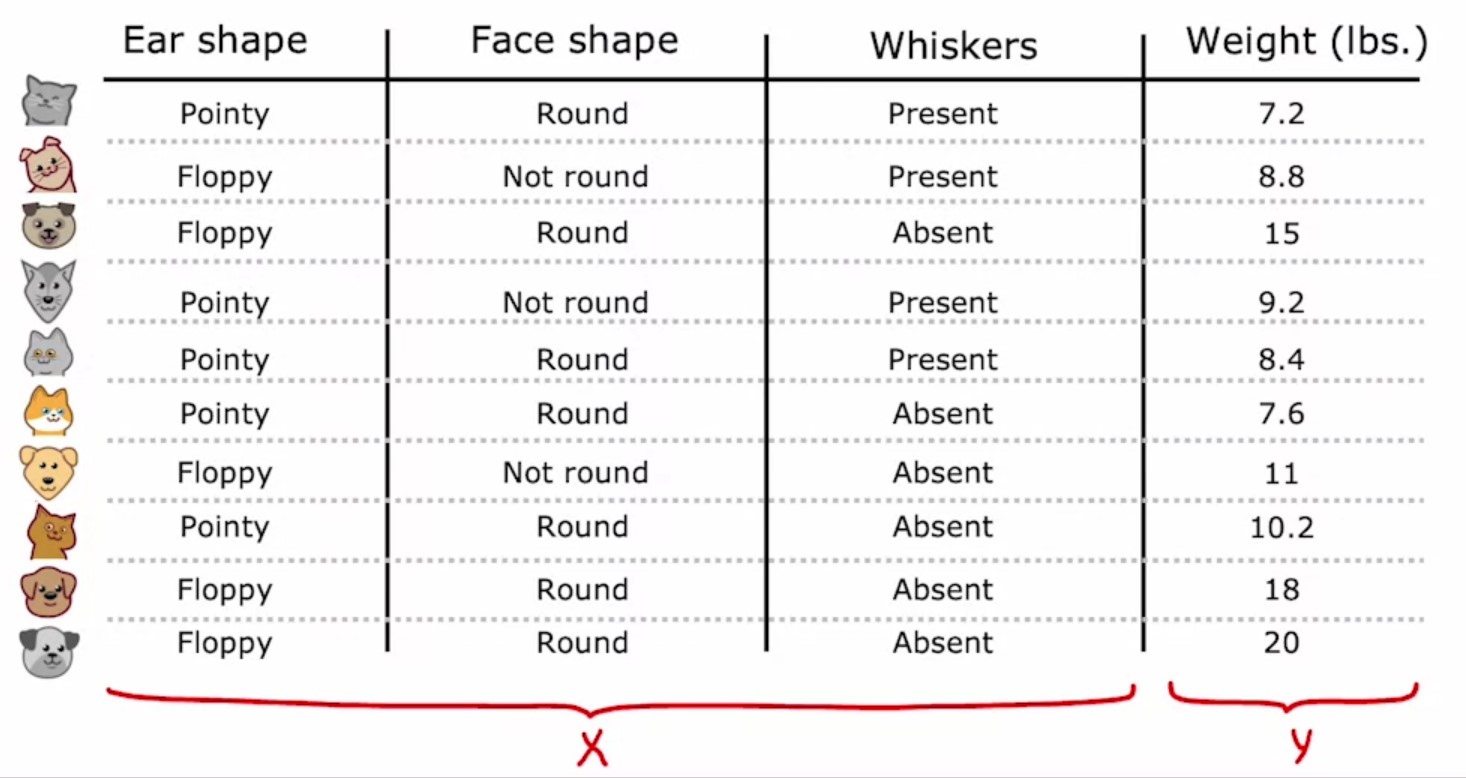 Ear shape Face shape Whiskers Weight (lbs.)
Pointy Round Present 7.2
Floppy Not round Present 8.8
Floppy Round Absent 15
Pointy Not round Present 9.2
Pointy Round Present 8.4
Pointy Round Absent 7.6
Floppy Not round Absent 11
Pointy Round Absent 10.2
Floppy Round Absent 18
Floppy Round Absent 20
X y